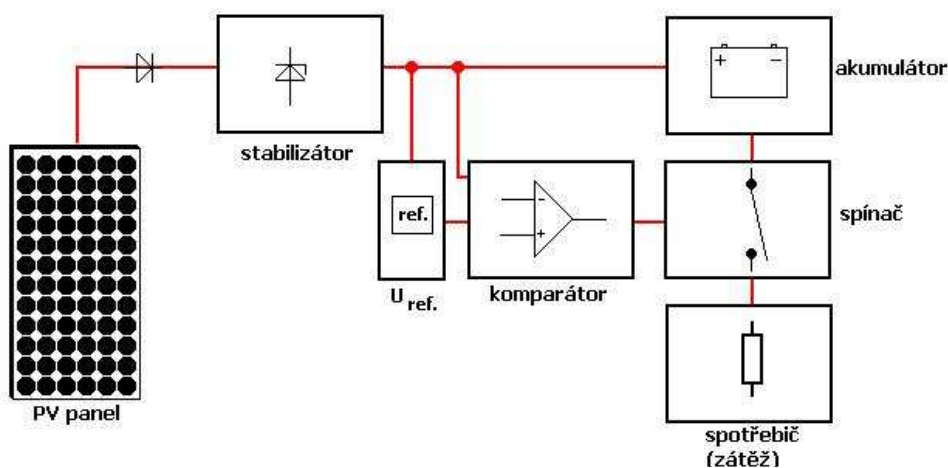 akumulátor
stabilizátor
ref.
spínač
U ref.
komparátor
PV panel
spotřebič
(zátěž)